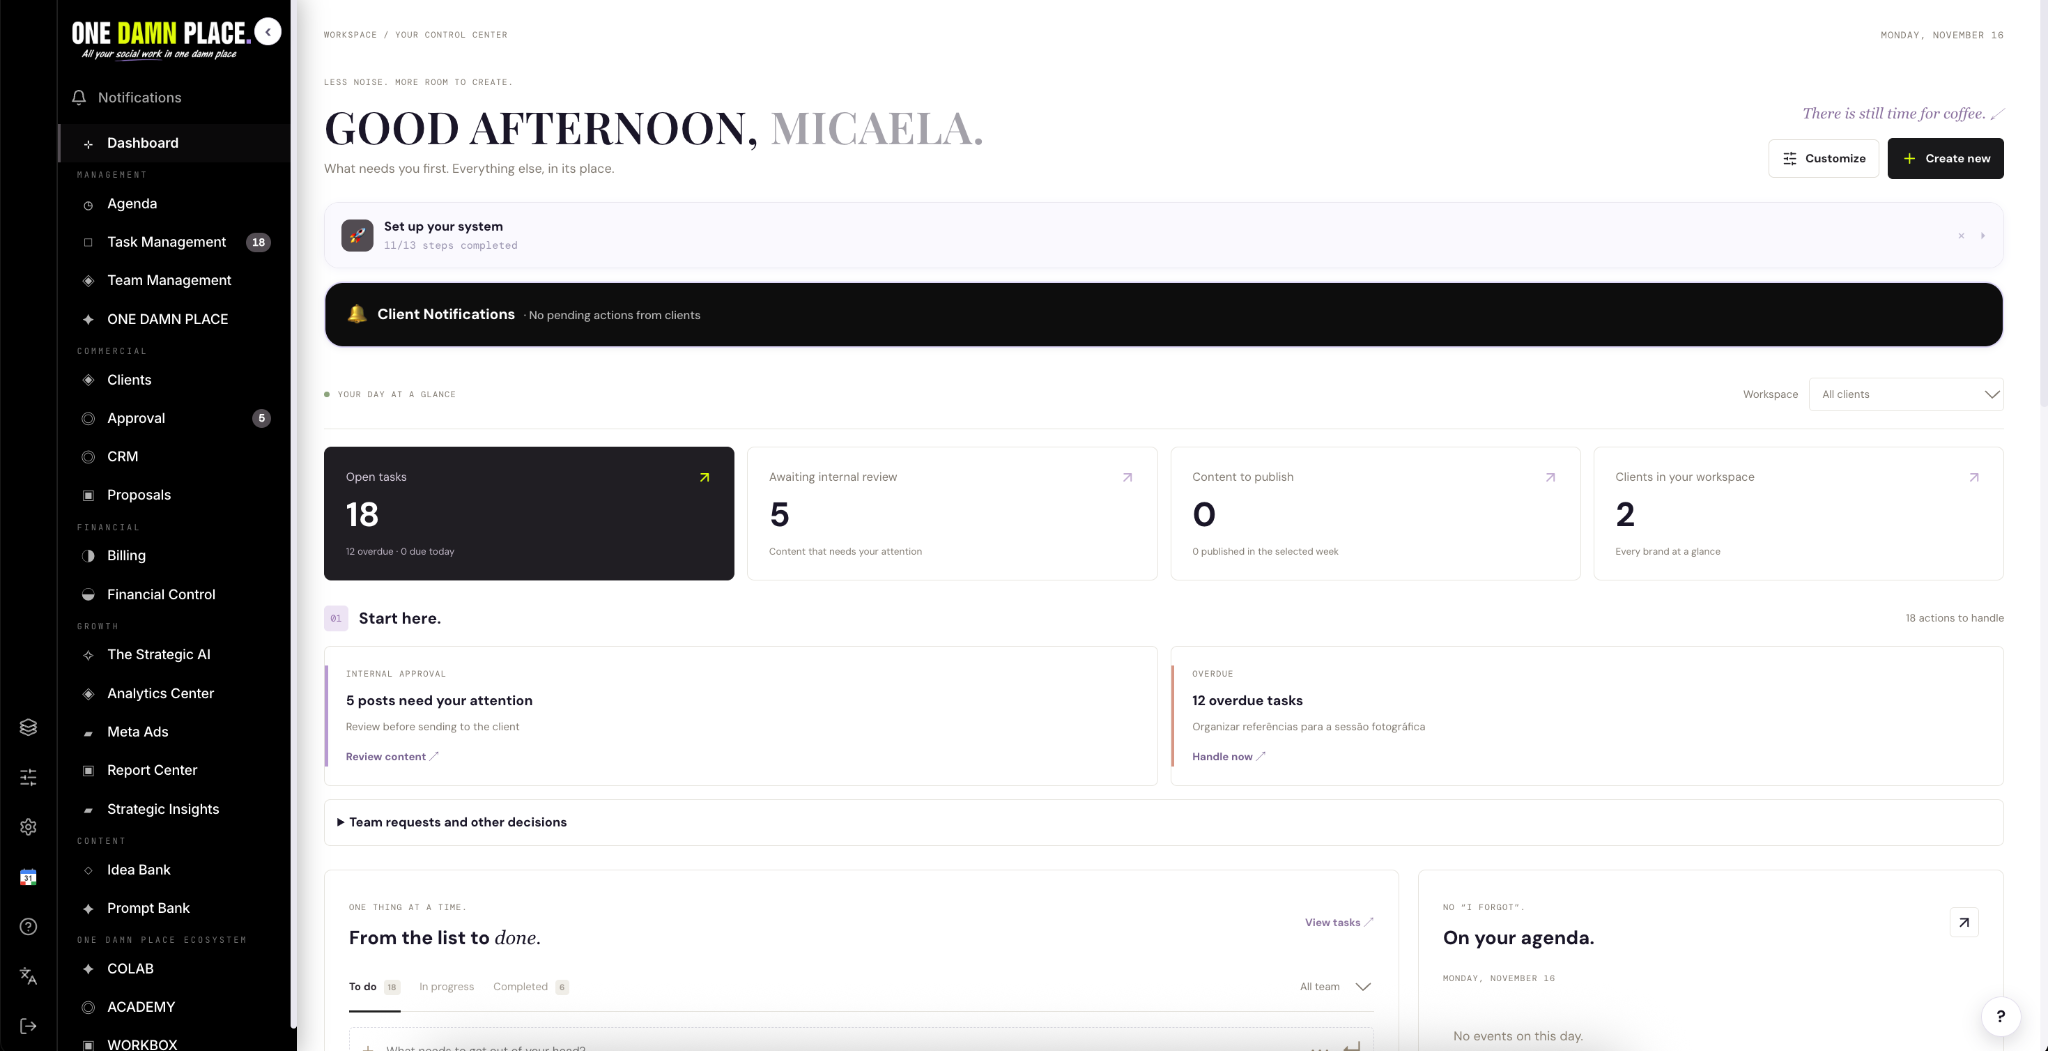 ONE DAMN PLACE.
All your social work in one damn place
Notifications
Dashboard
MANAGEMENT
Agenda
Task Management 18
Team Management
ONE DAMN PLACE
COMMERCIAL
Clients
Approval 5
CRM
Proposals
FINANCIAL
Billing
Financial Control
GROWTH
The Strategic AI
Analytics Center
Meta Ads
Report Center
Strategic Insights
CONTENT
Idea Bank
Prompt Bank
ONE DAMN PLACE ECOSYSTEM
COLAB
ACADEMY
WORKBOX
31
WORKSPACE / YOUR CONTROL CENTER
MONDAY, NOVEMBER 16
LESS NOISE. MORE ROOM TO CREATE.
GOOD AFTERNOON, MICAELA.
What needs you first. Everything else, in its place.
There is still time for coffee.
Customize
+ Create new
Set up your system
11/13 steps completed
Client Notifications · No pending actions from clients
YOUR DAY AT A GLANCE
Workspace All clients
Open tasks
18
12 overdue · 0 due today
Awaiting internal review
5
Content that needs your attention
Content to publish
0
0 published in the selected week
Clients in your workspace
2
Every brand at a glance
01 Start here.
18 actions to handle
INTERNAL APPROVAL
5 posts need your attention
Review before sending to the client
Review content
OVERDUE
12 overdue tasks
Organizar referências para a sessão fotográfica
Handle now
Team requests and other decisions
ONE THING AT A TIME.
From the list to done.
View tasks
To do 18 In progress Completed 6
All team
What needs to get out of your head?
NO "I FORGOT".
On your agenda.
MONDAY, NOVEMBER 16
No events on this day.
?